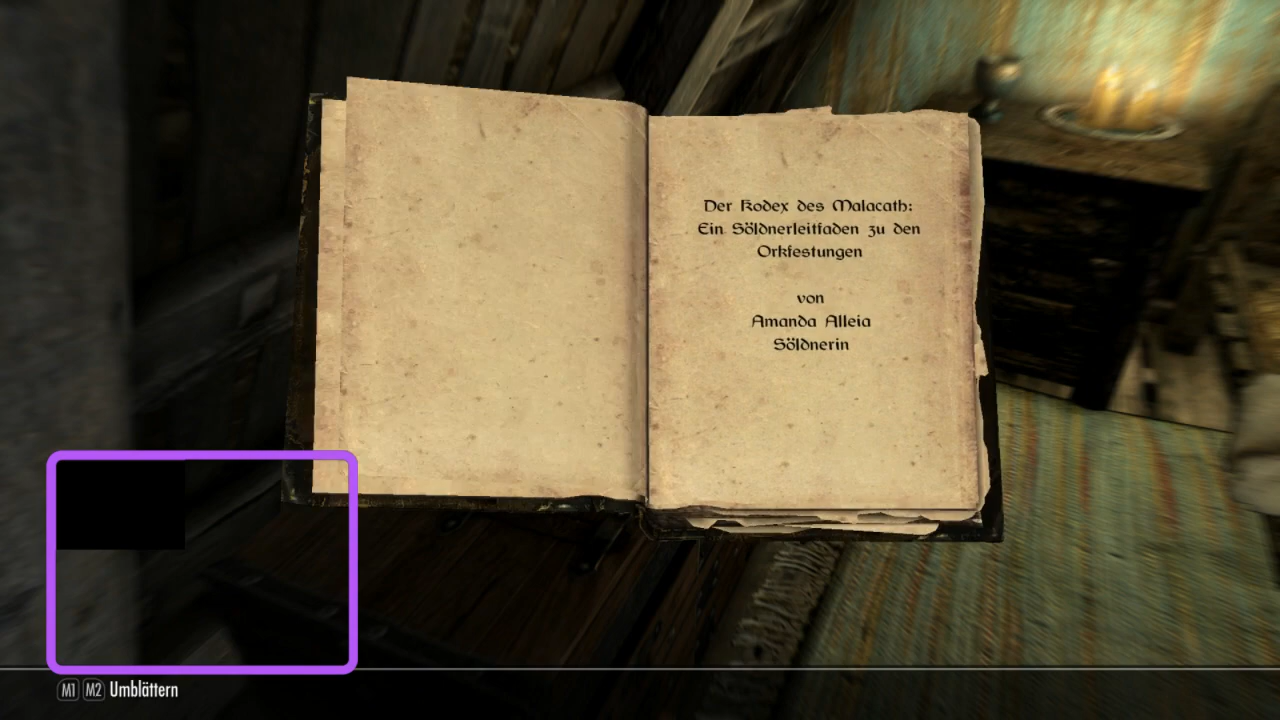 Der Kodex des Malacath:
Ein Söldnerleitfaden zu den
Orkfestungen
von
Amanda Alleia
Söldnerin
M1 M2 Umblättern